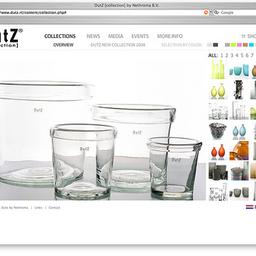 DutZ [collection] by Nethroma B.V.
www.dutz.nl/content/collection.php#
DutZ®
[collection]
COLLECTIONS NEWS MEDIA EVENTS MORE.INFO SHO
OVERVIEW DUTZ NEW COLLECTION 2008 SELECTION BY COLOR
ALL: 1 2 3 4 5 6 7
DutZ
DutZ
DutZ
DutZ
Dutz by Nethroma | Links | Contact